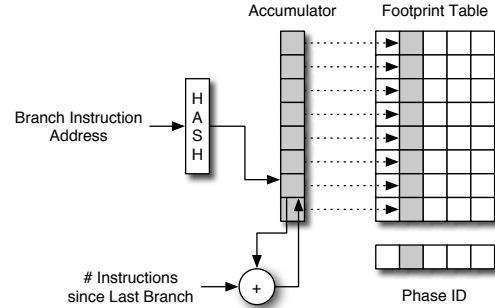 Accumulator
Footprint Table
H
A
S
H
Branch Instruction
Address
# Instructions
since Last Branch
+
Phase ID